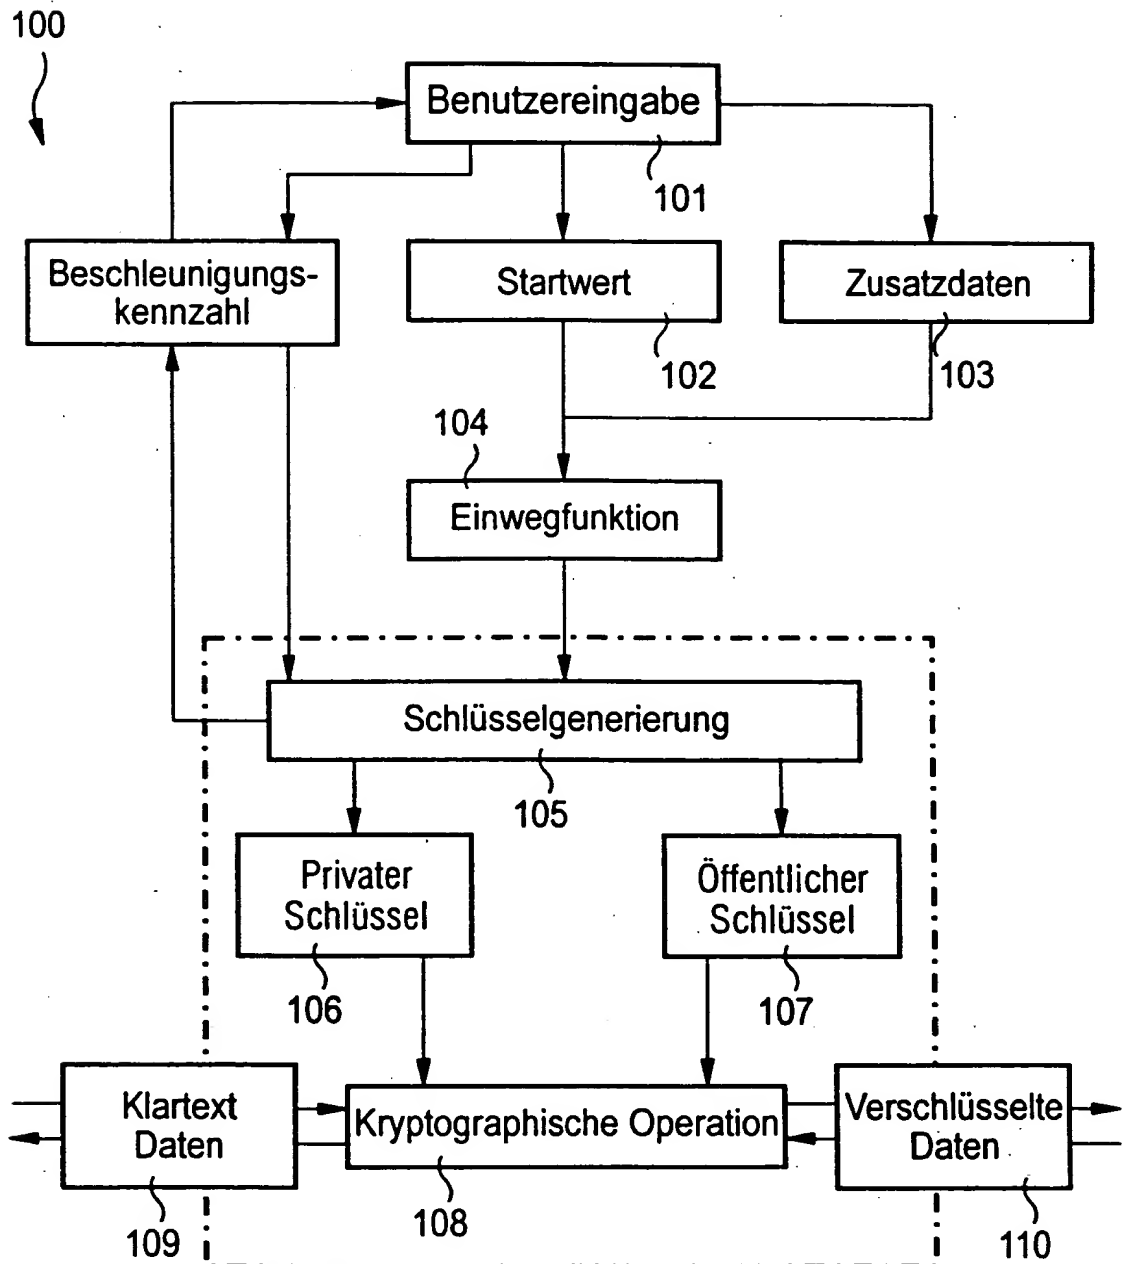 100
Benutzereingabe
101
Beschleunigungs-
kennzahl
Startwert
102
Zusatzdaten
103
104
Einwegfunktion
Schlüsselgenerierung
105
Privater
Schlüssel
106
Öffentlicher
Schlüssel
107
Klartext
Daten
109
Kryptographische Operation
108
Verschlüsselte
Daten
110